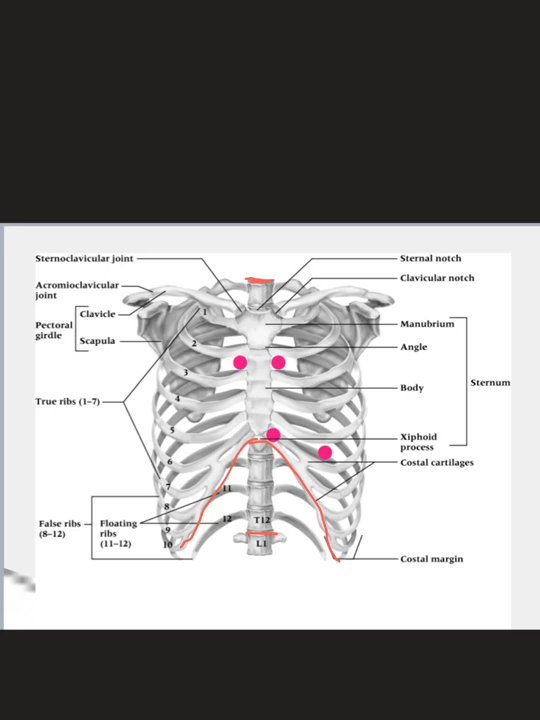 Sternoclavicular joint
Acromioclavicular
joint
Clavicle
Pectoral
girdle
Scapula
True ribs (1–7)
False ribs
(8–12)
Floating
ribs
(11–12)
1
2
3
4
5
6
7
8
9
10
11
12
T12
L1
Sternal notch
Clavicular notch
Manubrium
Angle
Body
Sternum
Xiphoid
process
Costal cartilages
Costal margin